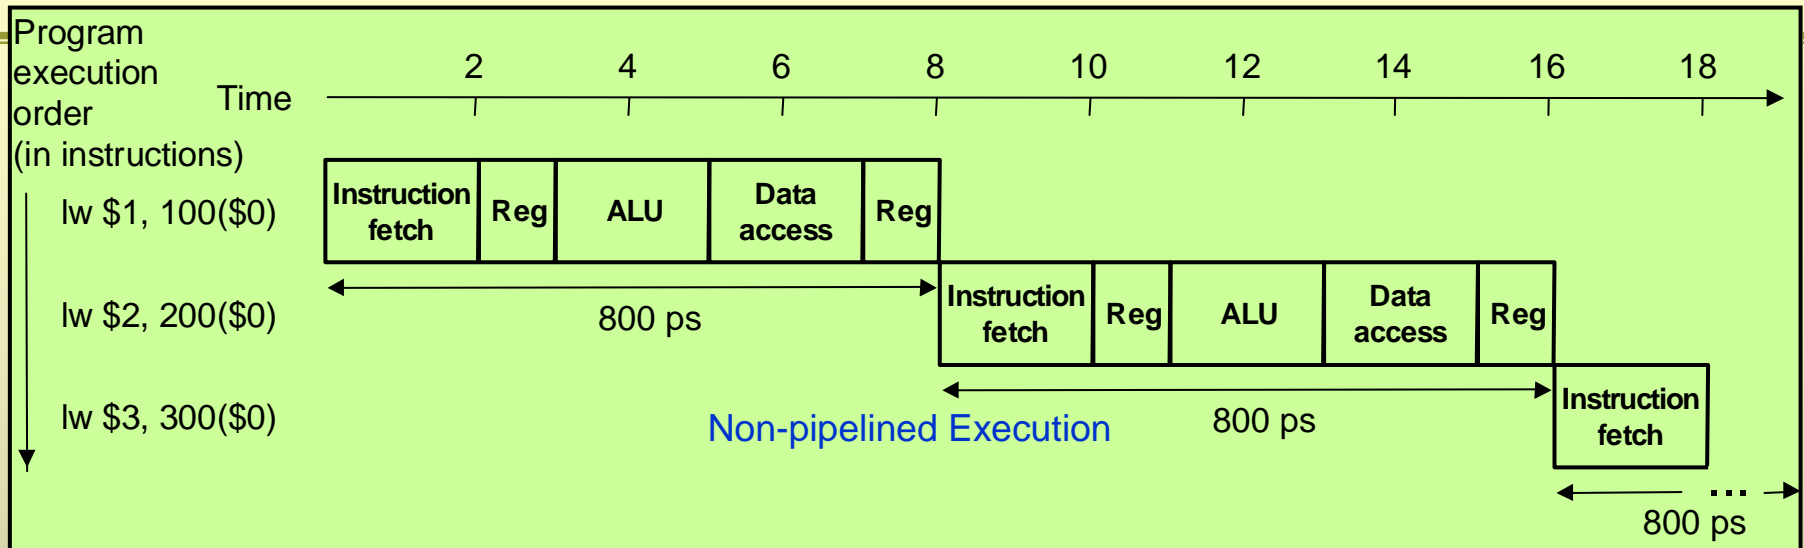 Program
execution
order
(in instructions)
Time
2 4 6 8 10 12 14 16 18
lw $1, 100($0)
Instruction
fetch
Reg
ALU
Data
access
Reg
800 ps
lw $2, 200($0)
Instruction
fetch
Reg
ALU
Data
access
Reg
800 ps
lw $3, 300($0)
Non-pipelined Execution
Instruction
fetch
...
800 ps